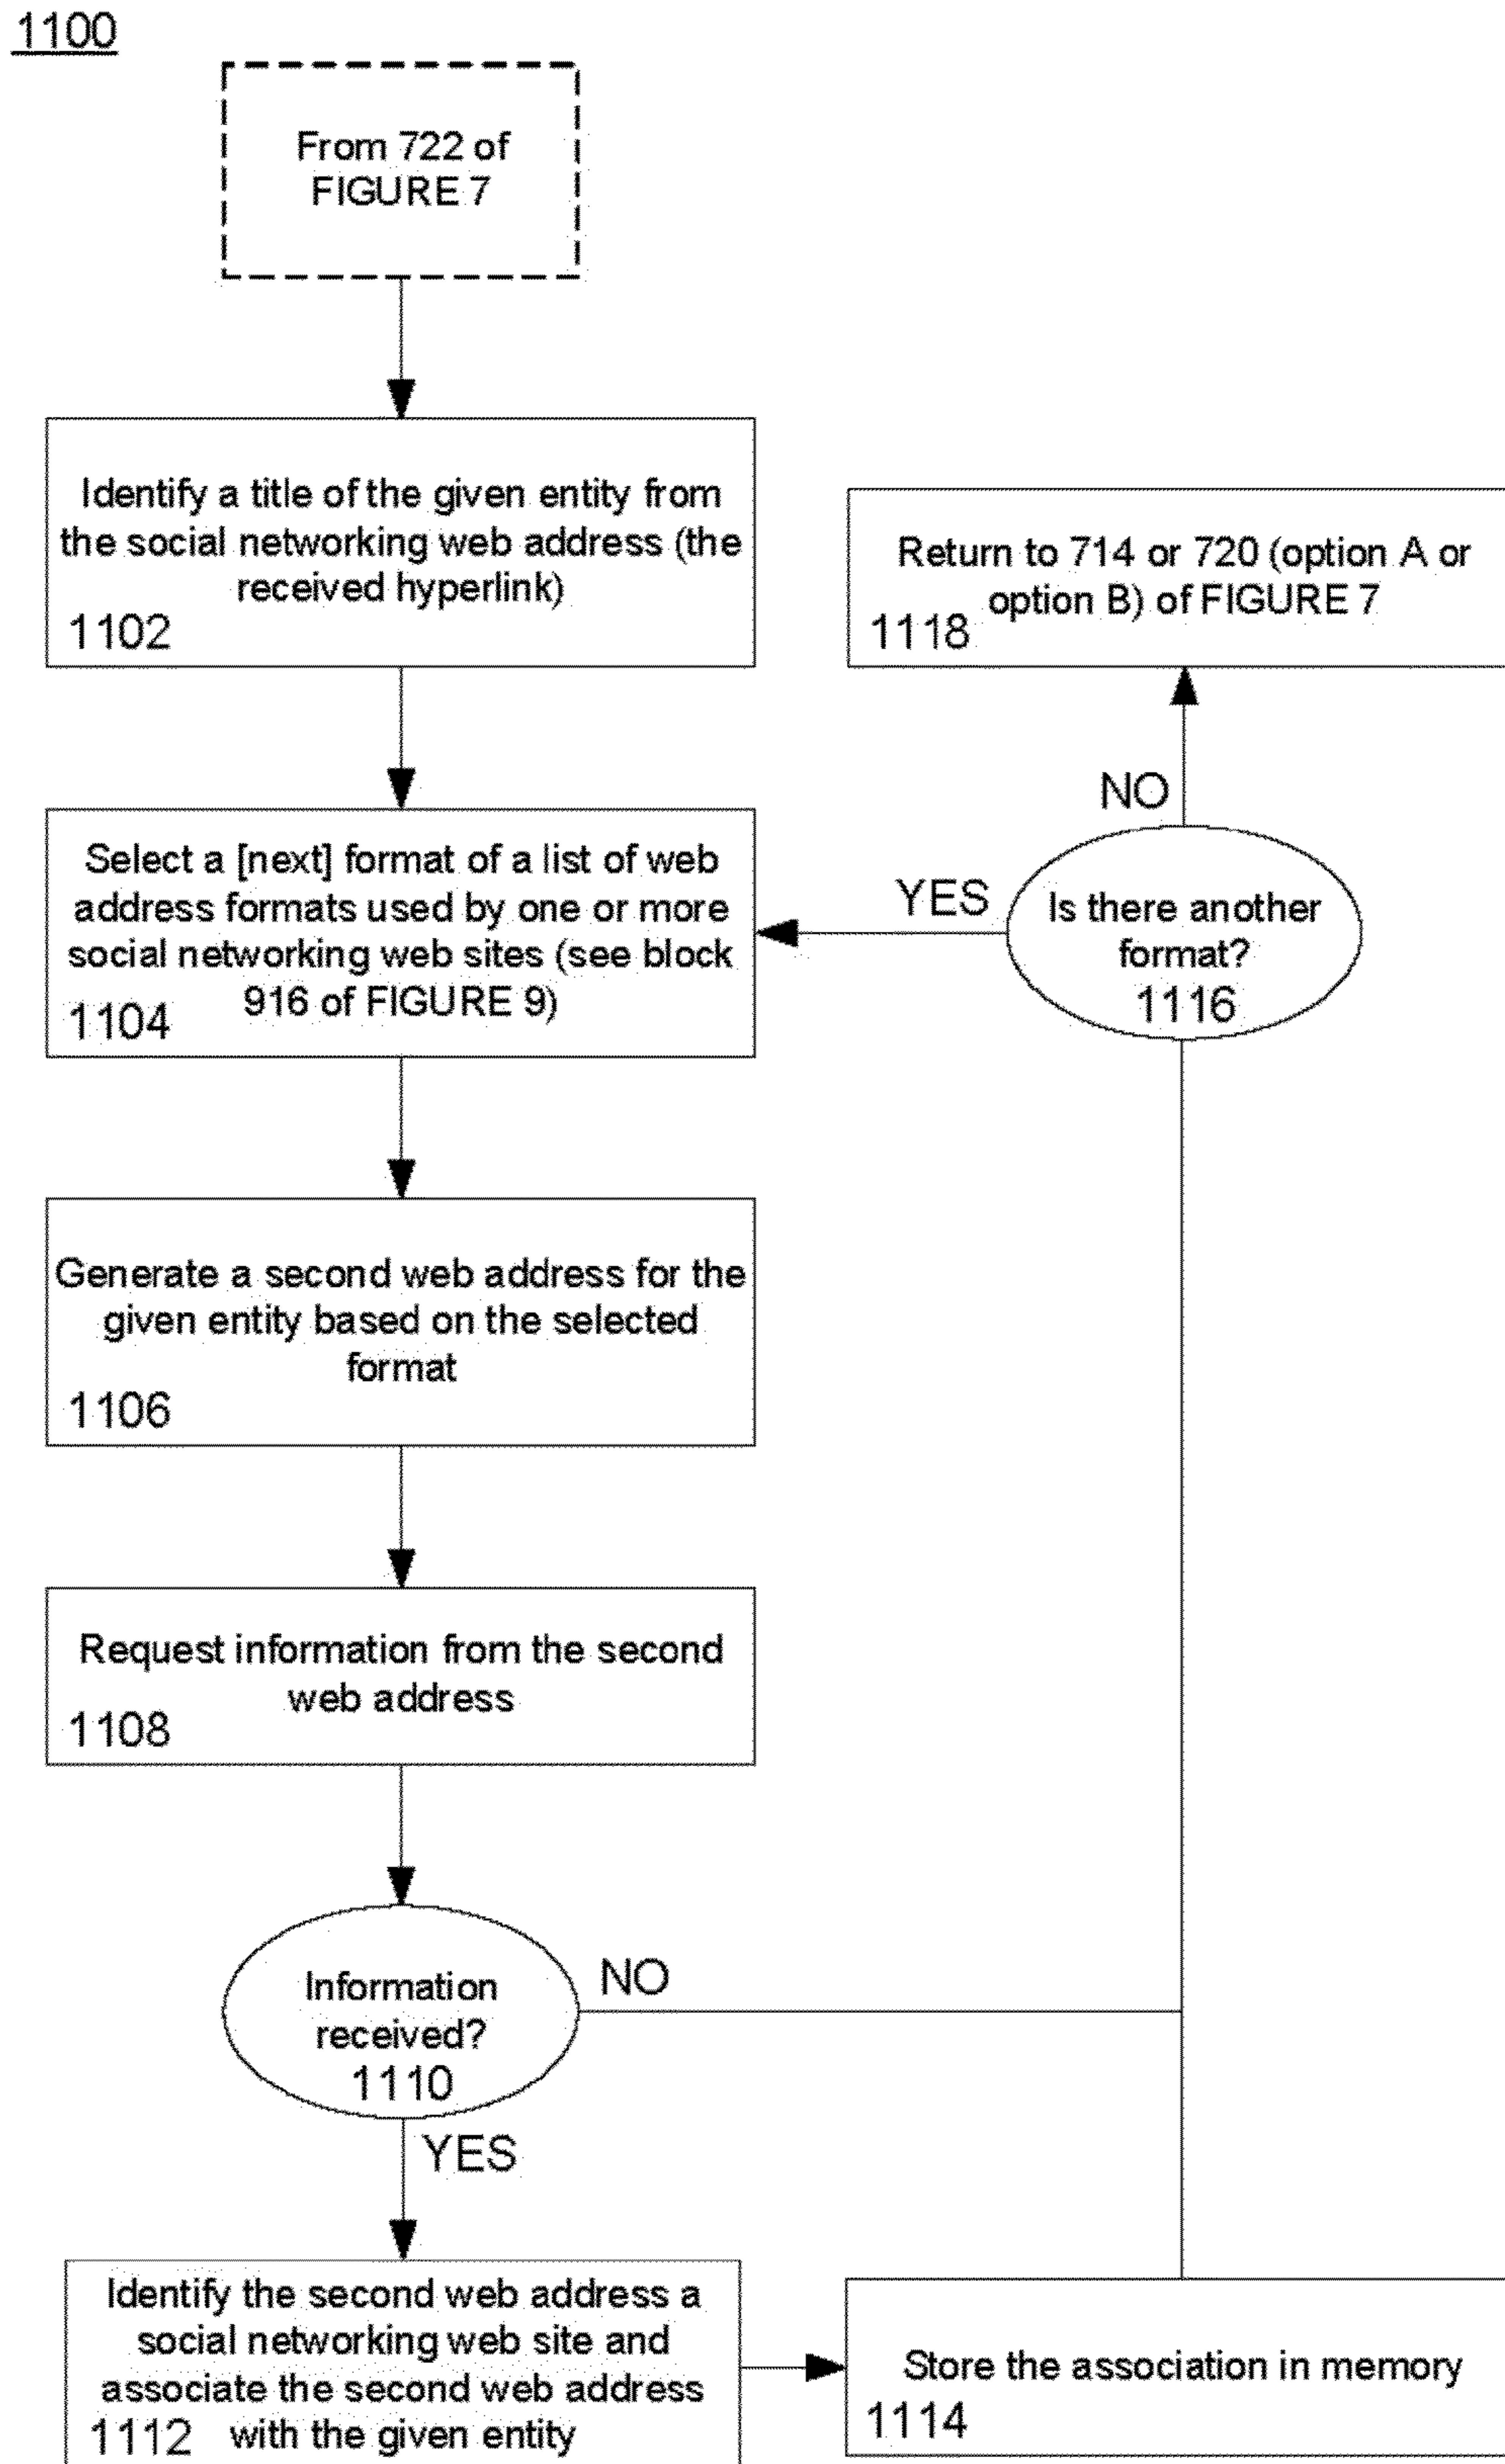 1100
From 722 of
FIGURE 7
Identify a title of the given entity from
the social networking web address (the
received hyperlink)
1102
Select a [next] format of a list of web
address formats used by one or more
social networking web sites (see block
916 of FIGURE 9)
1104
Generate a second web address for the
given entity based on the selected
format
1106
Request information from the second
web address
1108
Information
received?
1110
NO
YES
Identify the second web address a
social networking web site and
associate the second web address
with the given entity
1112
Store the association in memory
1114
Is there another
format?
1116
YES
NO
Return to 714 or 720 (option A or
option B) of FIGURE 7
1118